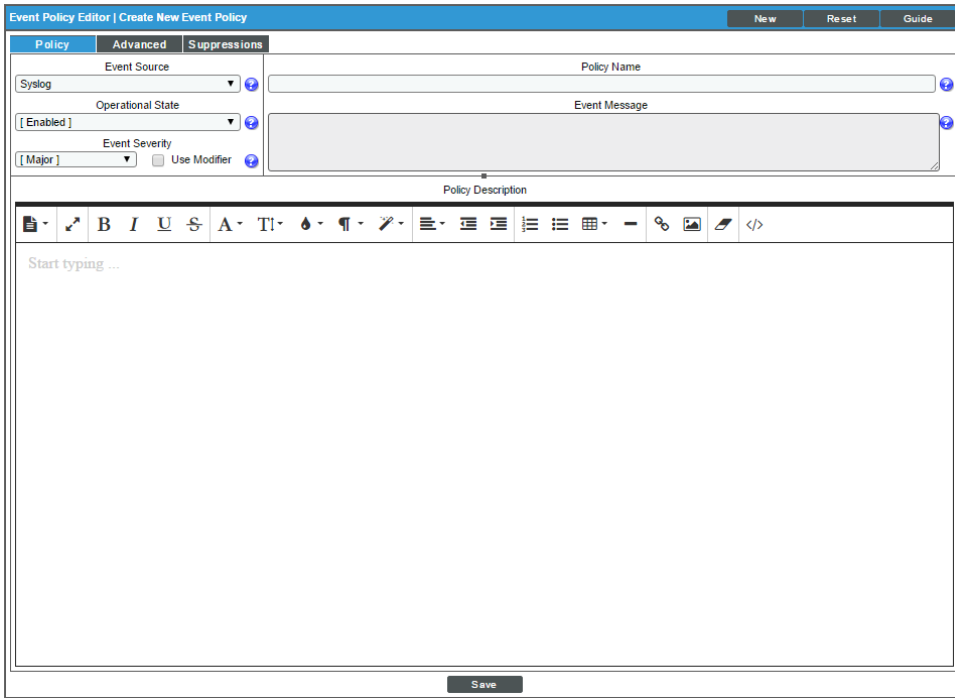 Event Policy Editor | Create New Event Policy
New
Reset
Guide
Policy
Advanced
Suppressions
Event Source
Syslog
Operational State
[ Enabled ]
Event Severity
[ Major ]
Use Modifier
Policy Name
Event Message
Policy Description
B I U S A T
Start typing ...
Save